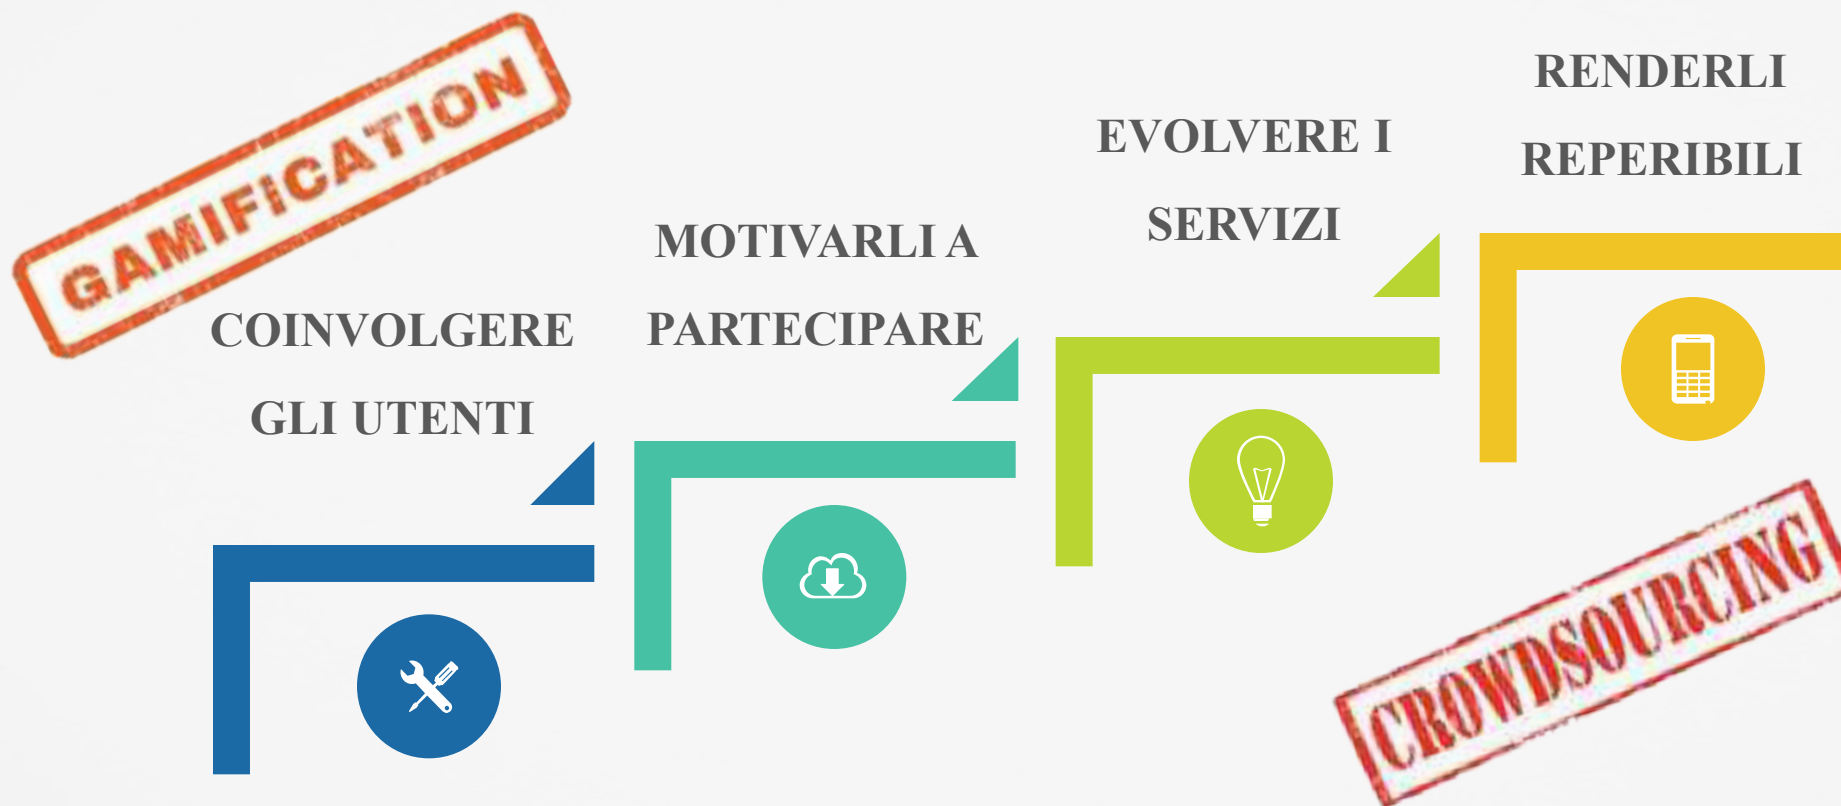 GAMIFICATION
COINVOLGERE
GLI UTENTI
MOTIVARLI A
PARTECIPARE
EVOLVERE I
SERVIZI
RENDERLI
REPERIBILI
CROWDSOURCING